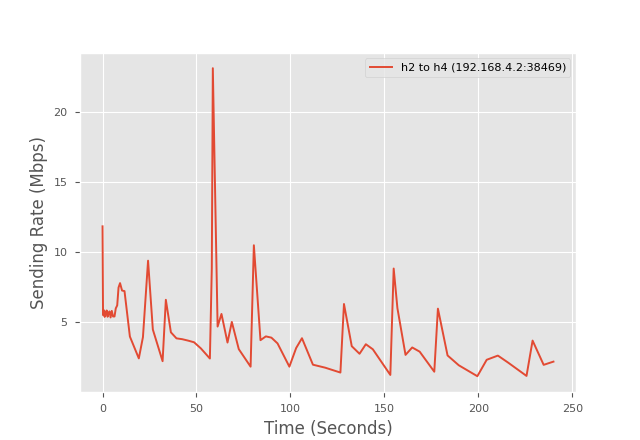 h2 to h4 (192.168.4.2:38469)
20
15
10
5
Sending Rate (Mbps)
0 50 100 150 200 250
Time (Seconds)